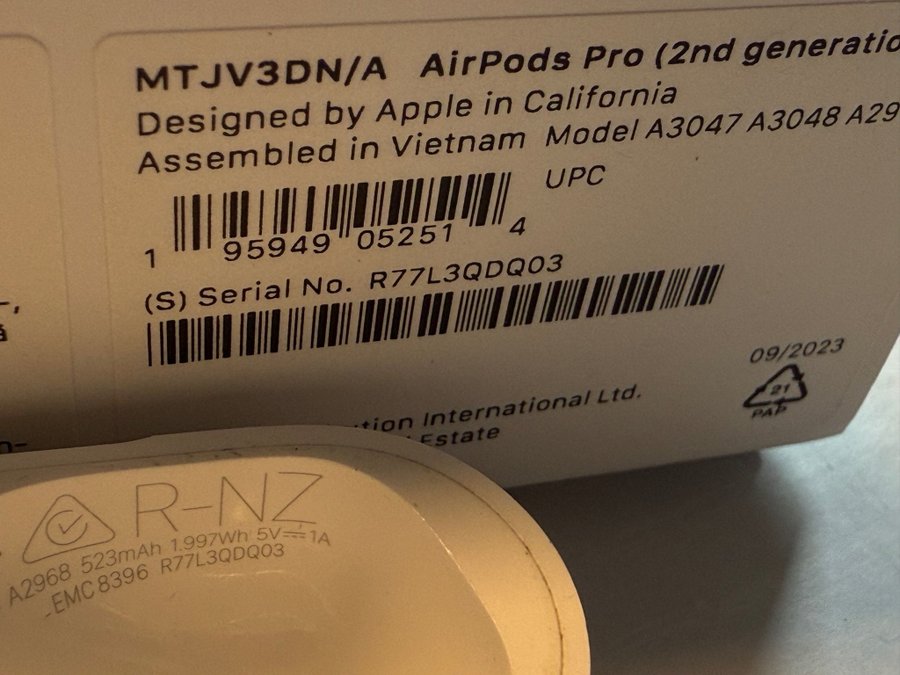 MTJV3DN/A AirPods Pro (2nd generatio
Designed by Apple in California
Assembled in Vietnam Model A3047 A3048 A29
UPC
1 95949 05251 4
(S) Serial No. R77L3QDQ03
09/2023
21
PAP
tion International Ltd.
Estate
R-NZ
A2968 523mAh 1.997Wh 5V⎓1A
EMC 8396 R77L3QDQ03